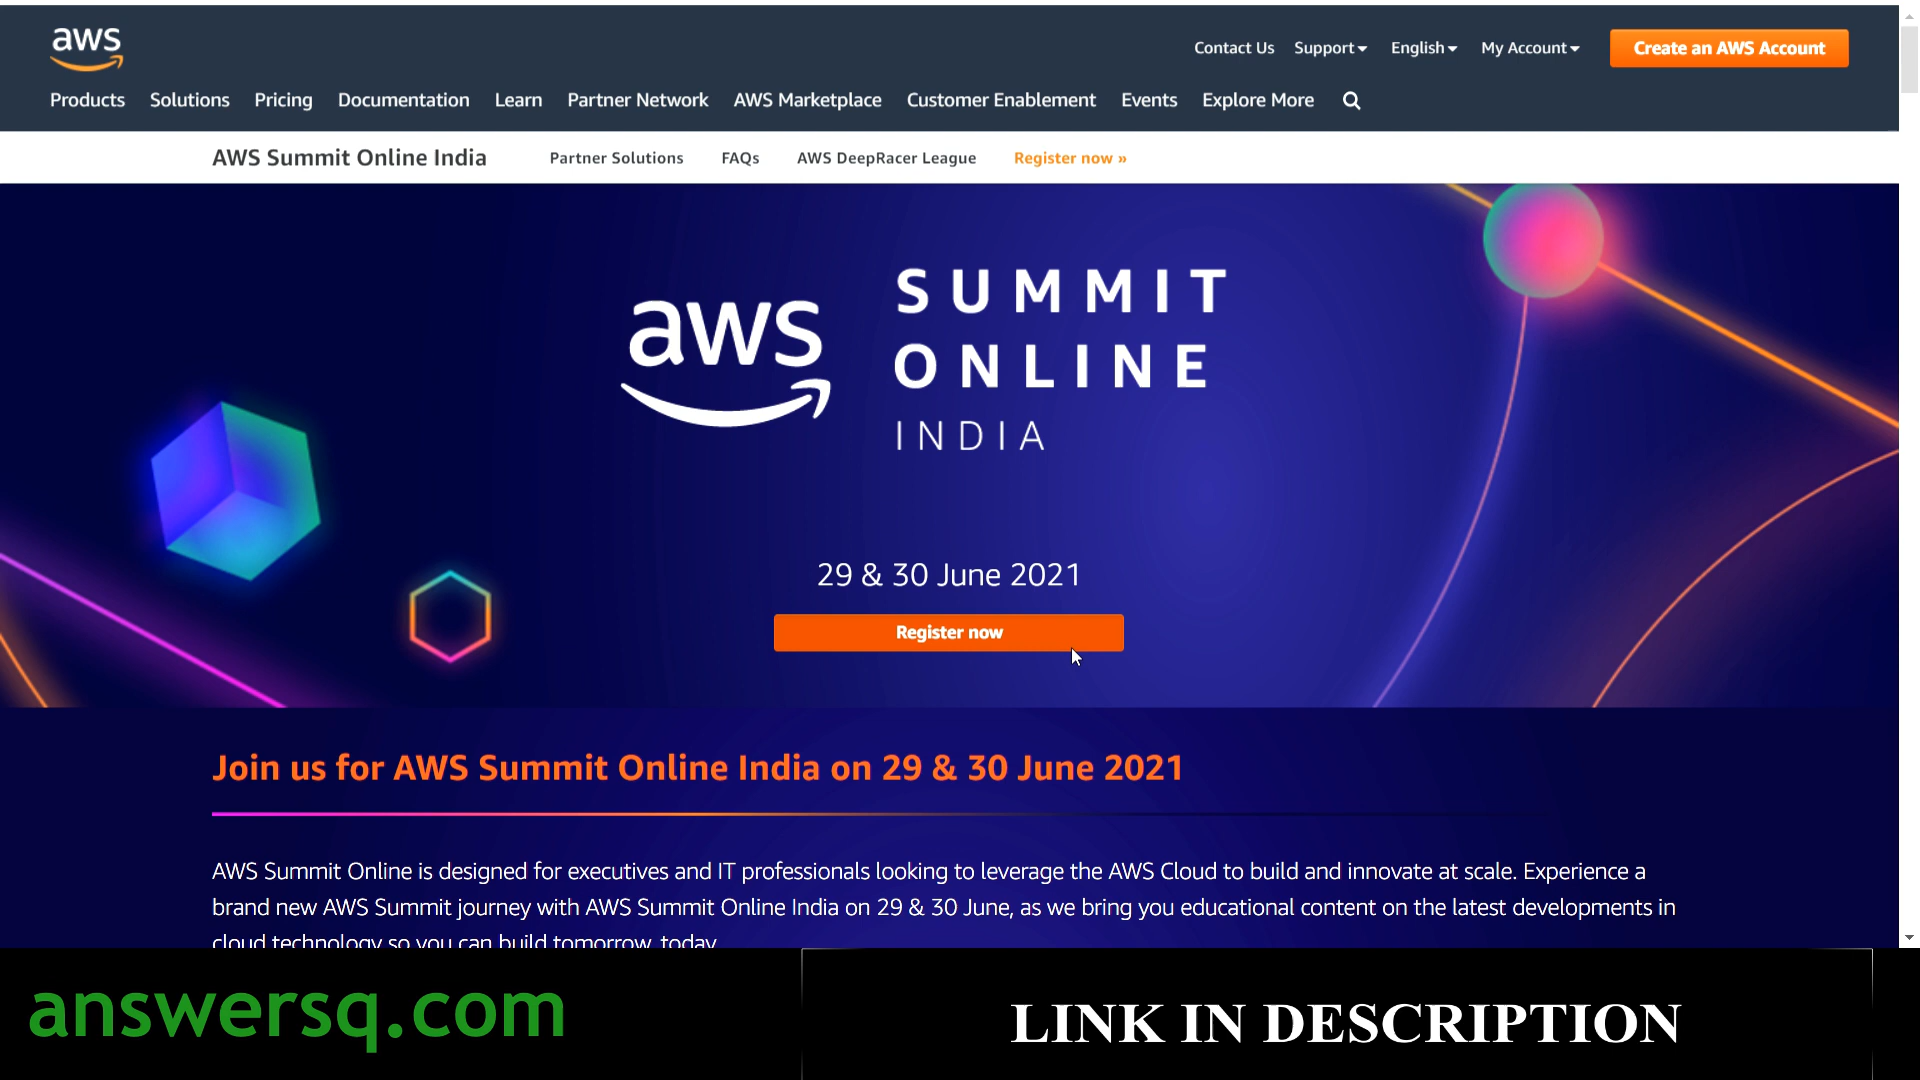 aws
Contact Us Support English My Account Create an AWS Account
Products Solutions Pricing Documentation Learn Partner Network AWS Marketplace Customer Enablement Events Explore More
AWS Summit Online India Partner Solutions FAQs AWS DeepRacer League Register now »
aws
SUMMIT
ONLINE
INDIA
29 & 30 June 2021
Register now
Join us for AWS Summit Online India on 29 & 30 June 2021
AWS Summit Online is designed for executives and IT professionals looking to leverage the AWS Cloud to build and innovate at scale. Experience a
brand new AWS Summit journey with AWS Summit Online India on 29 & 30 June, as we bring you educational content on the latest developments in
cloud technology so you can build tomorrow, today.
answersq.com
LINK IN DESCRIPTION